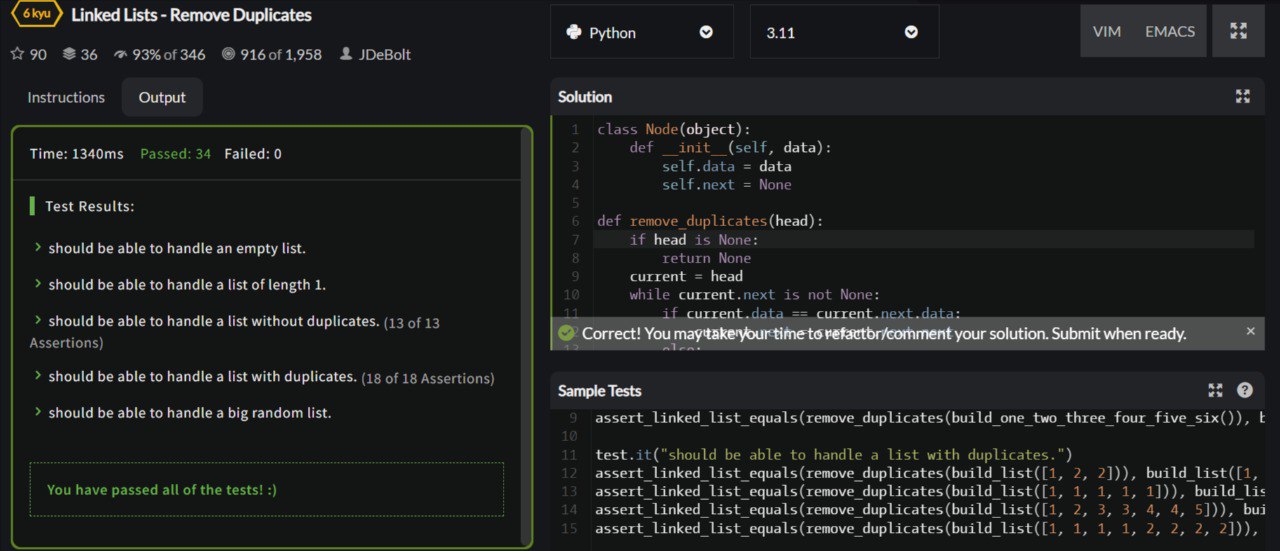 6 kyu Linked Lists - Remove Duplicates
90 36 93% of 346 916 of 1,958 JDeBolt
Instructions Output
Time: 1340ms Passed: 34 Failed: 0
Test Results:
should be able to handle an empty list.
should be able to handle a list of length 1.
should be able to handle a list without duplicates. (13 of 13
Assertions)
should be able to handle a list with duplicates. (18 of 18 Assertions)
should be able to handle a big random list.
You have passed all of the tests! :)
Python 3.11 VIM EMACS
Solution
1 class Node(object):
2     def __init__(self, data):
3         self.data = data
4         self.next = None
5
6 def remove_duplicates(head):
7     if head is None:
8         return None
9     current = head
10     while current.next is not None:
11         if current.data == current.next.data:
Correct! You may take your time to refactor/comment your solution. Submit when ready. ×
13 else:
Sample Tests ?
9 assert_linked_list_equals(remove_duplicates(build_one_two_three_four_five_six()), b
10
11 test.it("should be able to handle a list with duplicates.")
12 assert_linked_list_equals(remove_duplicates(build_list([1, 2, 2])), build_list([1,
13 assert_linked_list_equals(remove_duplicates(build_list([1, 1, 1, 1, 1])), build_lis
14 assert_linked_list_equals(remove_duplicates(build_list([1, 2, 3, 3, 4, 4, 5])), bui
15 assert_linked_list_equals(remove_duplicates(build_list([1, 1, 1, 1, 2, 2, 2, 2])),